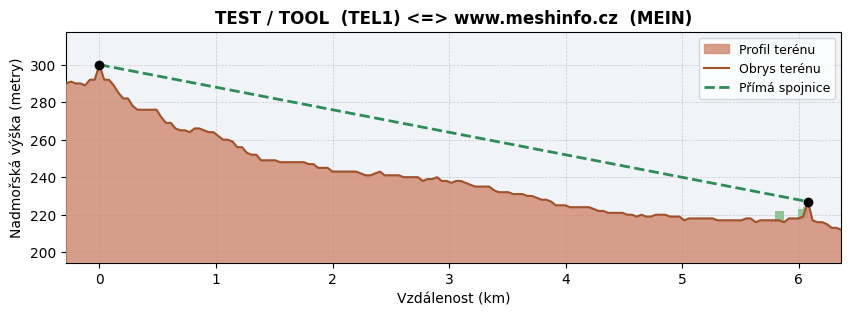 TEST / TOOL  (TEL1) <=> www.meshinfo.cz  (MEIN)
Nadmořská výška (metry)
300
280
260
240
220
200
Profil terénu
Obrys terénu
Přímá spojnice
0 1 2 3 4 5 6
Vzdálenost (km)